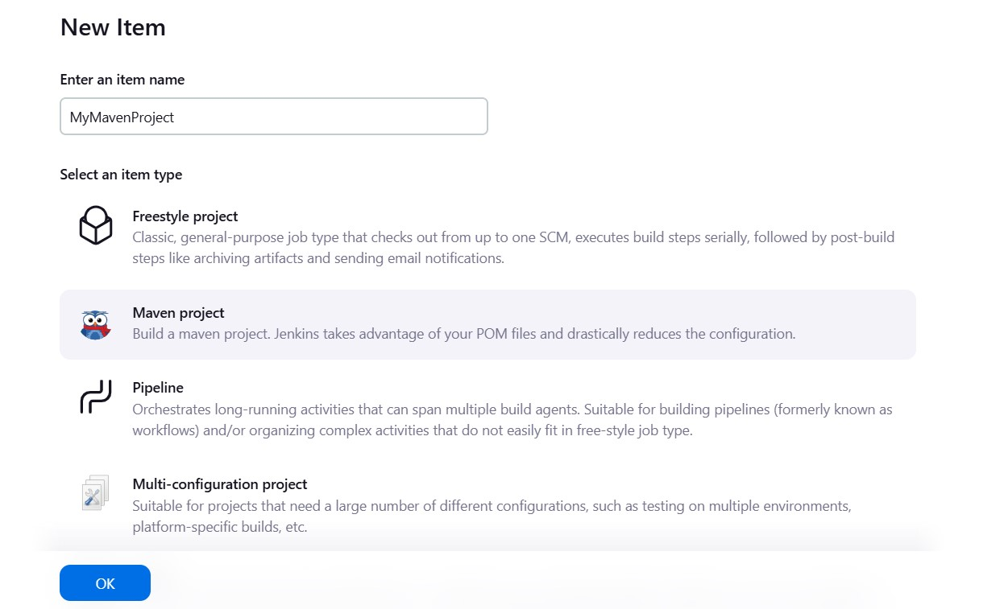 New Item
Enter an item name
MyMavenProject
Select an item type
Freestyle project
Classic, general-purpose job type that checks out from up to one SCM, executes build steps serially, followed by post-build
steps like archiving artifacts and sending email notifications.
Maven project
Build a maven project. Jenkins takes advantage of your POM files and drastically reduces the configuration.
Pipeline
Orchestrates long-running activities that can span multiple build agents. Suitable for building pipelines (formerly known as
workflows) and/or organizing complex activities that do not easily fit in free-style job type.
Multi-configuration project
Suitable for projects that need a large number of different configurations, such as testing on multiple environments,
platform-specific builds, etc.
OK